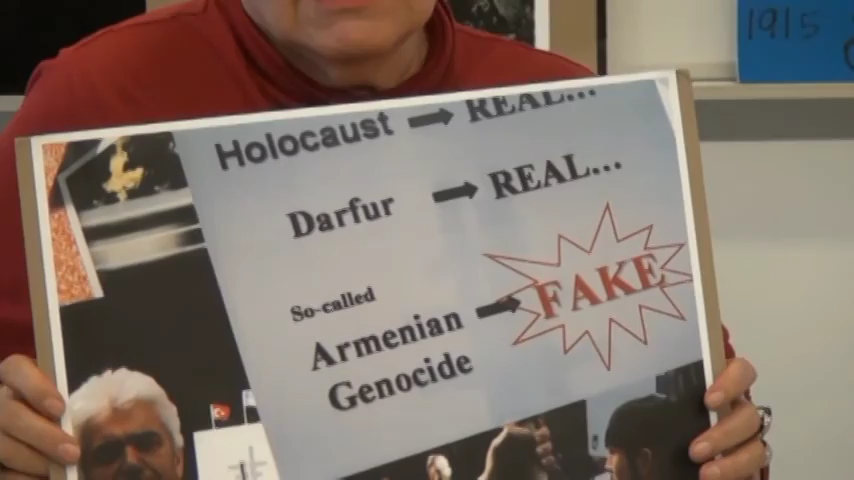 1915
Holocaust → REAL...
Darfur → REAL...
So-called
Armenian → FAKE
Genocide